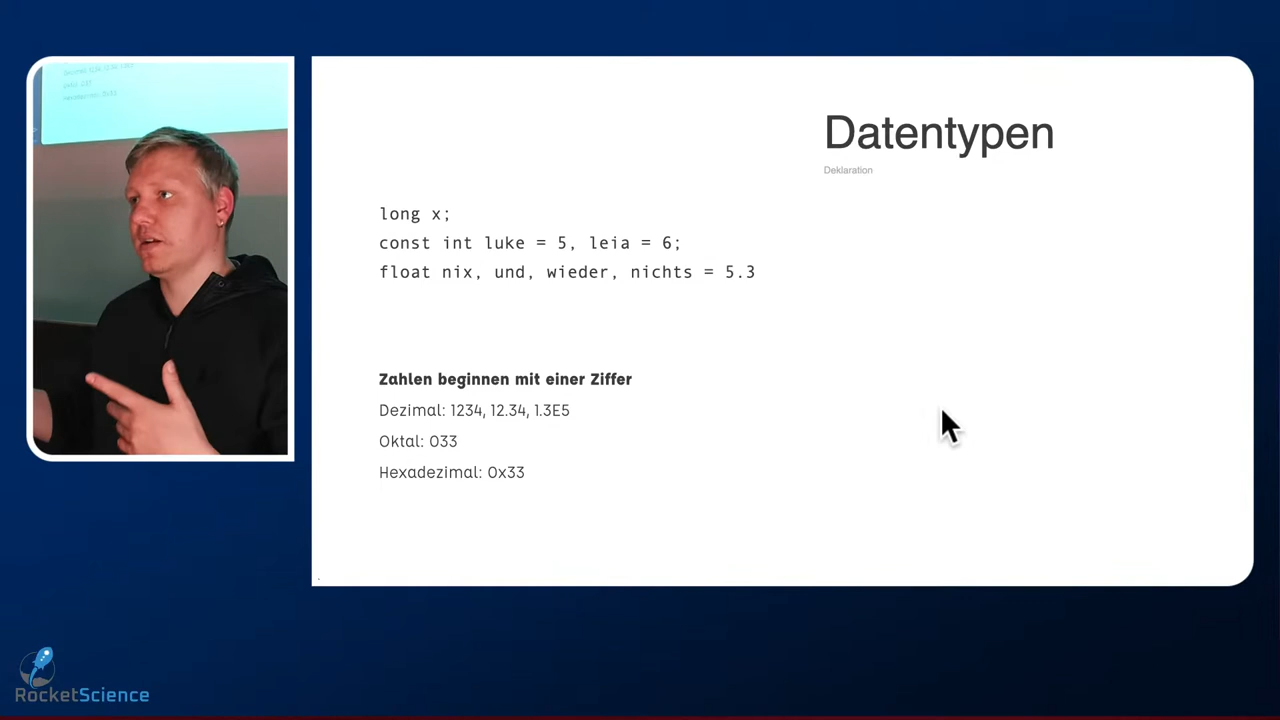 Datentypen
Deklaration
long x;
const int luke = 5, leia = 6;
float nix, und, wieder, nichts = 5.3
Zahlen beginnen mit einer Ziffer
Dezimal: 1234, 12.34, 1.3E5
Oktal: 033
Hexadezimal: 0x33
RocketScience